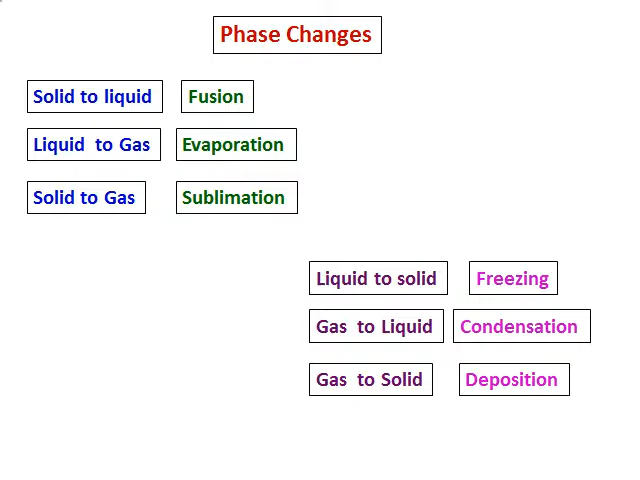 Phase Changes
Solid to liquid Fusion
Liquid to Gas Evaporation
Solid to Gas Sublimation
Liquid to solid Freezing
Gas to Liquid Condensation
Gas to Solid Deposition